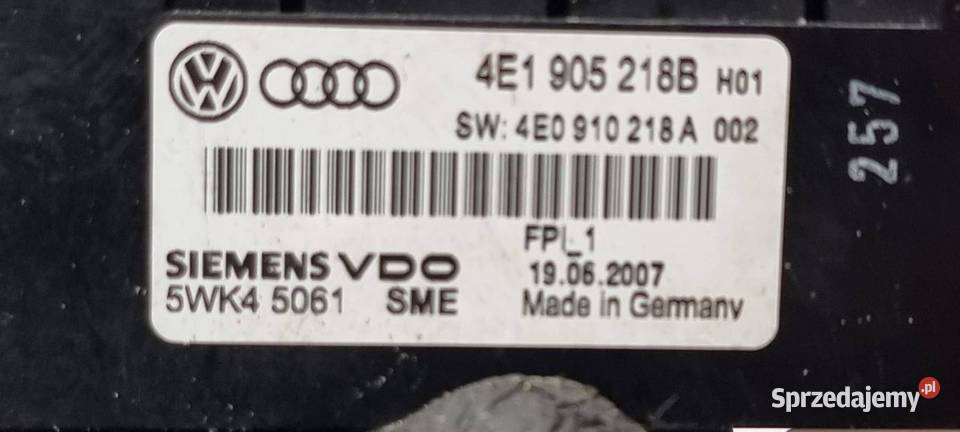 4E1 905 218B H01
SW: 4E0 910 218A 002
FPI_1
SIEMENS VDO
19.06.2007
5WK4 5061 SME
Made in Germany
257
Sprzedajemy.pl